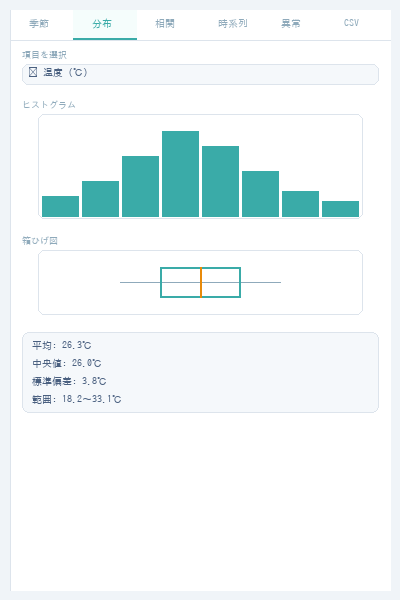 季節 分布 相関 時系列 異常 CSV
項目を選択
温度 (℃)
ヒストグラム
箱ひげ図
平均: 26.3℃
中央値: 26.0℃
標準偏差: 3.8℃
範囲: 18.2〜33.1℃